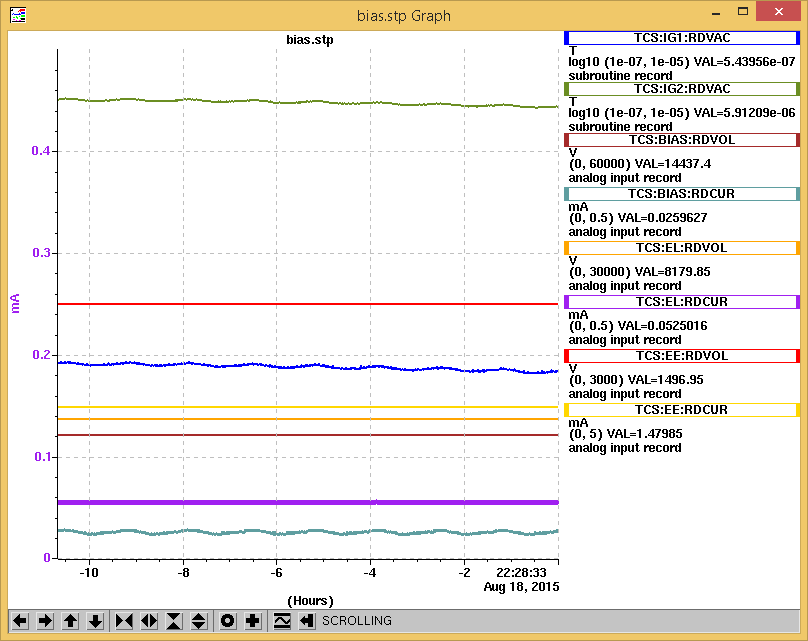 bias.stp Graph
bias.stp
0.4
0.3
0.2
0.1
0
mA
-10
-8
-6
-4
-2
22:28:33
Aug 18, 2015
(Hours)
TCS:IG1:RDVAC
T
log10 (1e-07, 1e-05) VAL=5.43956e-07
subroutine record
TCS:IG2:RDVAC
T
log10 (1e-07, 1e-05) VAL=5.91209e-06
subroutine record
TCS:BIAS:RDVOL
V
(0, 60000) VAL=14437.4
analog input record
TCS:BIAS:RDCUR
mA
(0, 0.5) VAL=0.0259627
analog input record
TCS:EL:RDVOL
V
(0, 30000) VAL=8179.85
analog input record
TCS:EL:RDCUR
mA
(0, 0.5) VAL=0.0525016
analog input record
TCS:EE:RDVOL
V
(0, 3000) VAL=1496.95
analog input record
TCS:EE:RDCUR
mA
(0, 5) VAL=1.47985
analog input record
SCROLLING